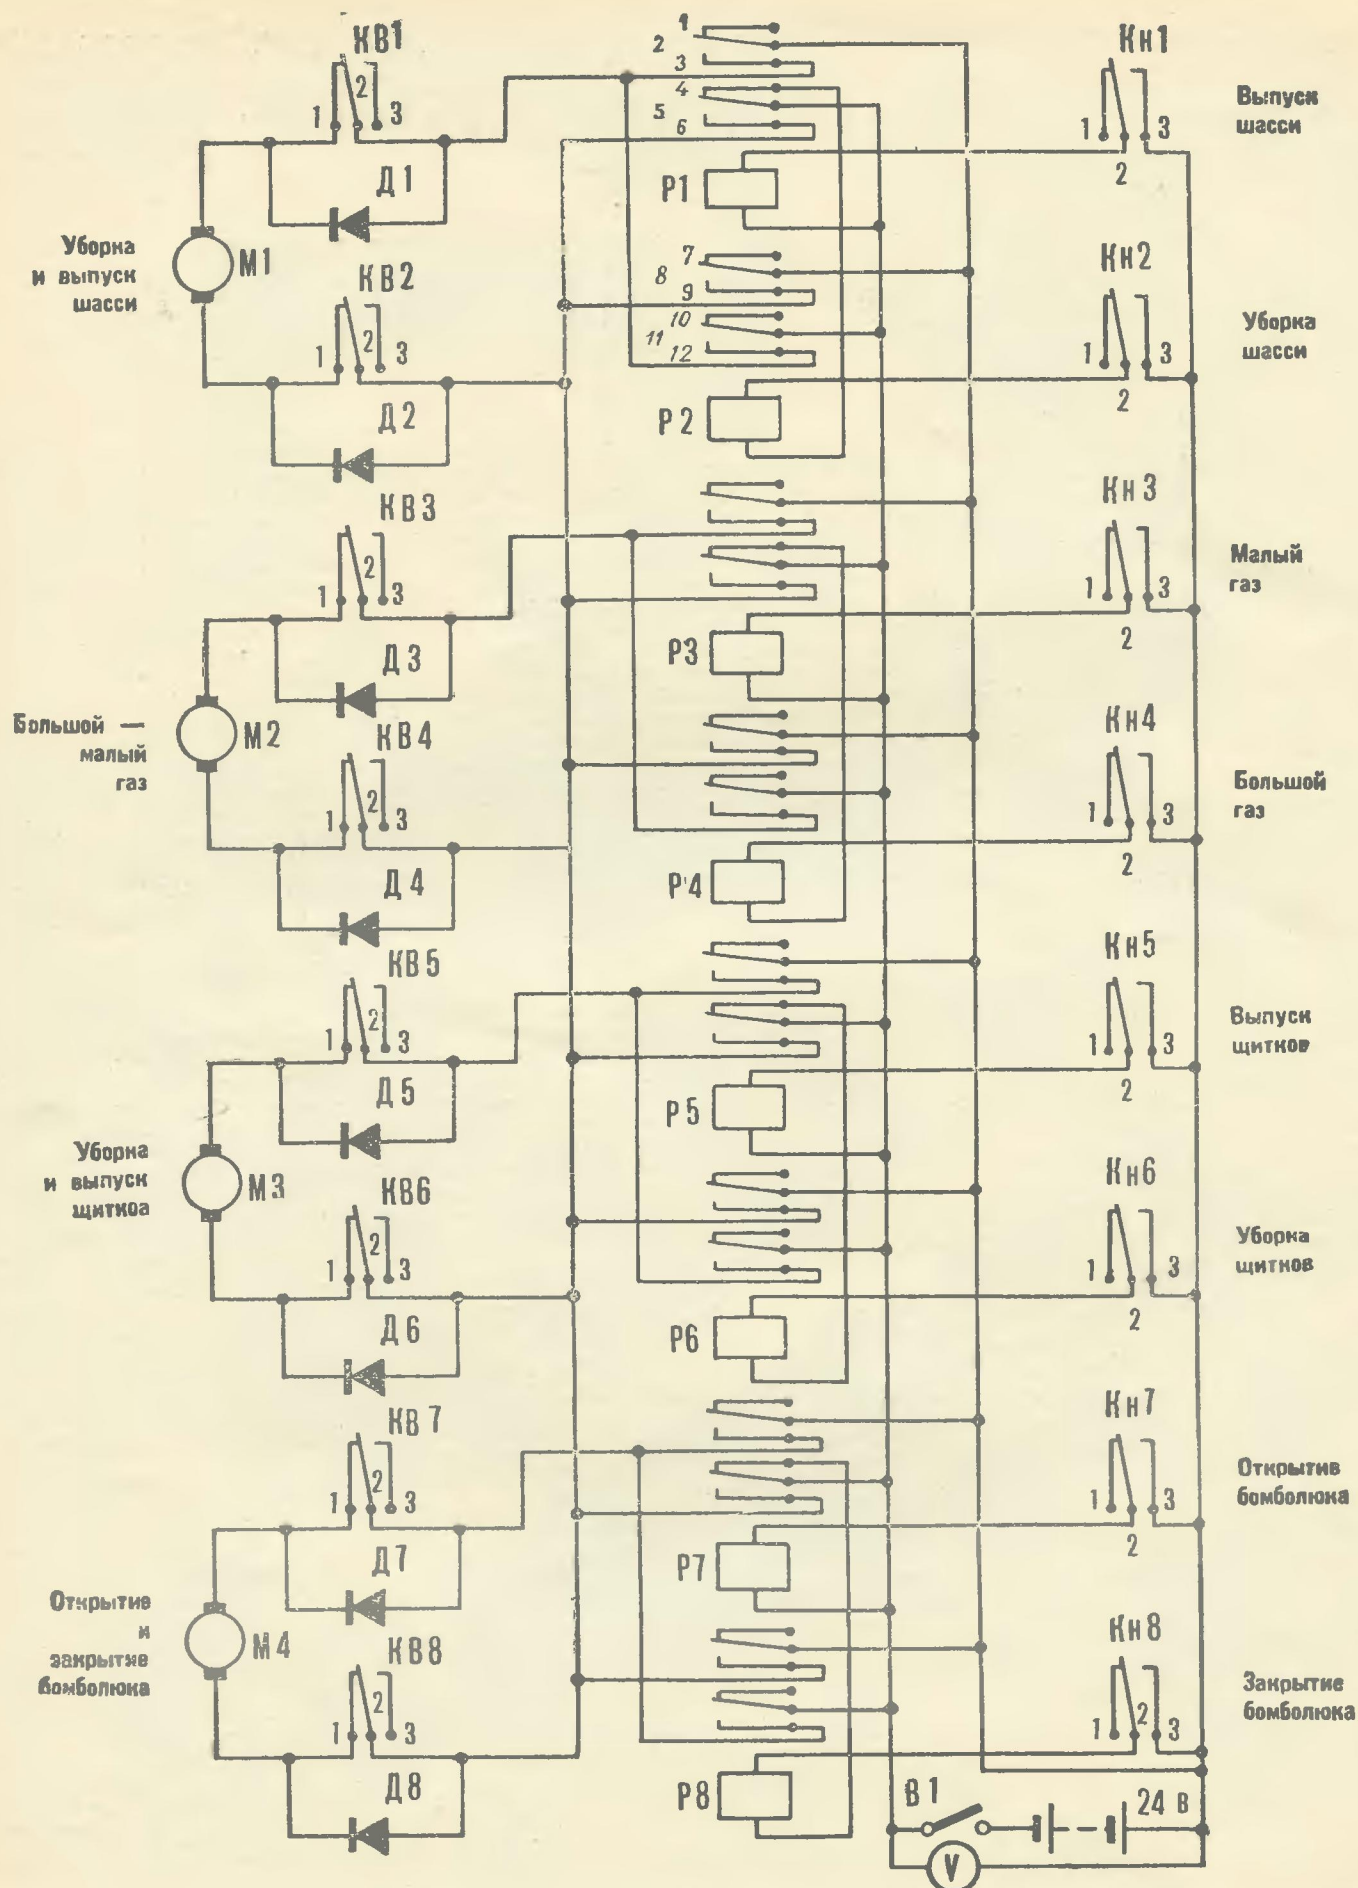 КВ1
1 2 3
Д1
Уборка
и выпуск
шасси
М1
КВ2
1 2 3
Д2
КВ3
1 2 3
Д3
Большой —
малый
газ
М2
КВ4
1 2 3
Д4
КВ5
1 2 3
Д5
Уборка
и выпуск
щиткоа
М3
КВ6
1 2 3
Д6
КВ7
1 2 3
Д7
Открытие
и
закрытие
бомболюка
М4
КВ8
1 2 3
Д8
1
2
3
4
5
6
Р1
7
8
9
10
11
12
Р2
Р3
Р4
Р5
Р6
Р7
Р8
Кн1
1 3
2
Выпуск
шасси
Кн2
1 3
2
Уборка
шасси
Кн3
1 3
2
Малый
газ
Кн4
1 3
2
Большой
газ
Кн5
1 3
2
Выпуск
щитков
Кн6
1 3
2
Уборка
щитков
Кн7
1 3
2
Открытив
бомболюка
Кн8
1 2 3
Закрытие
бомболюка
В1
24 В
V